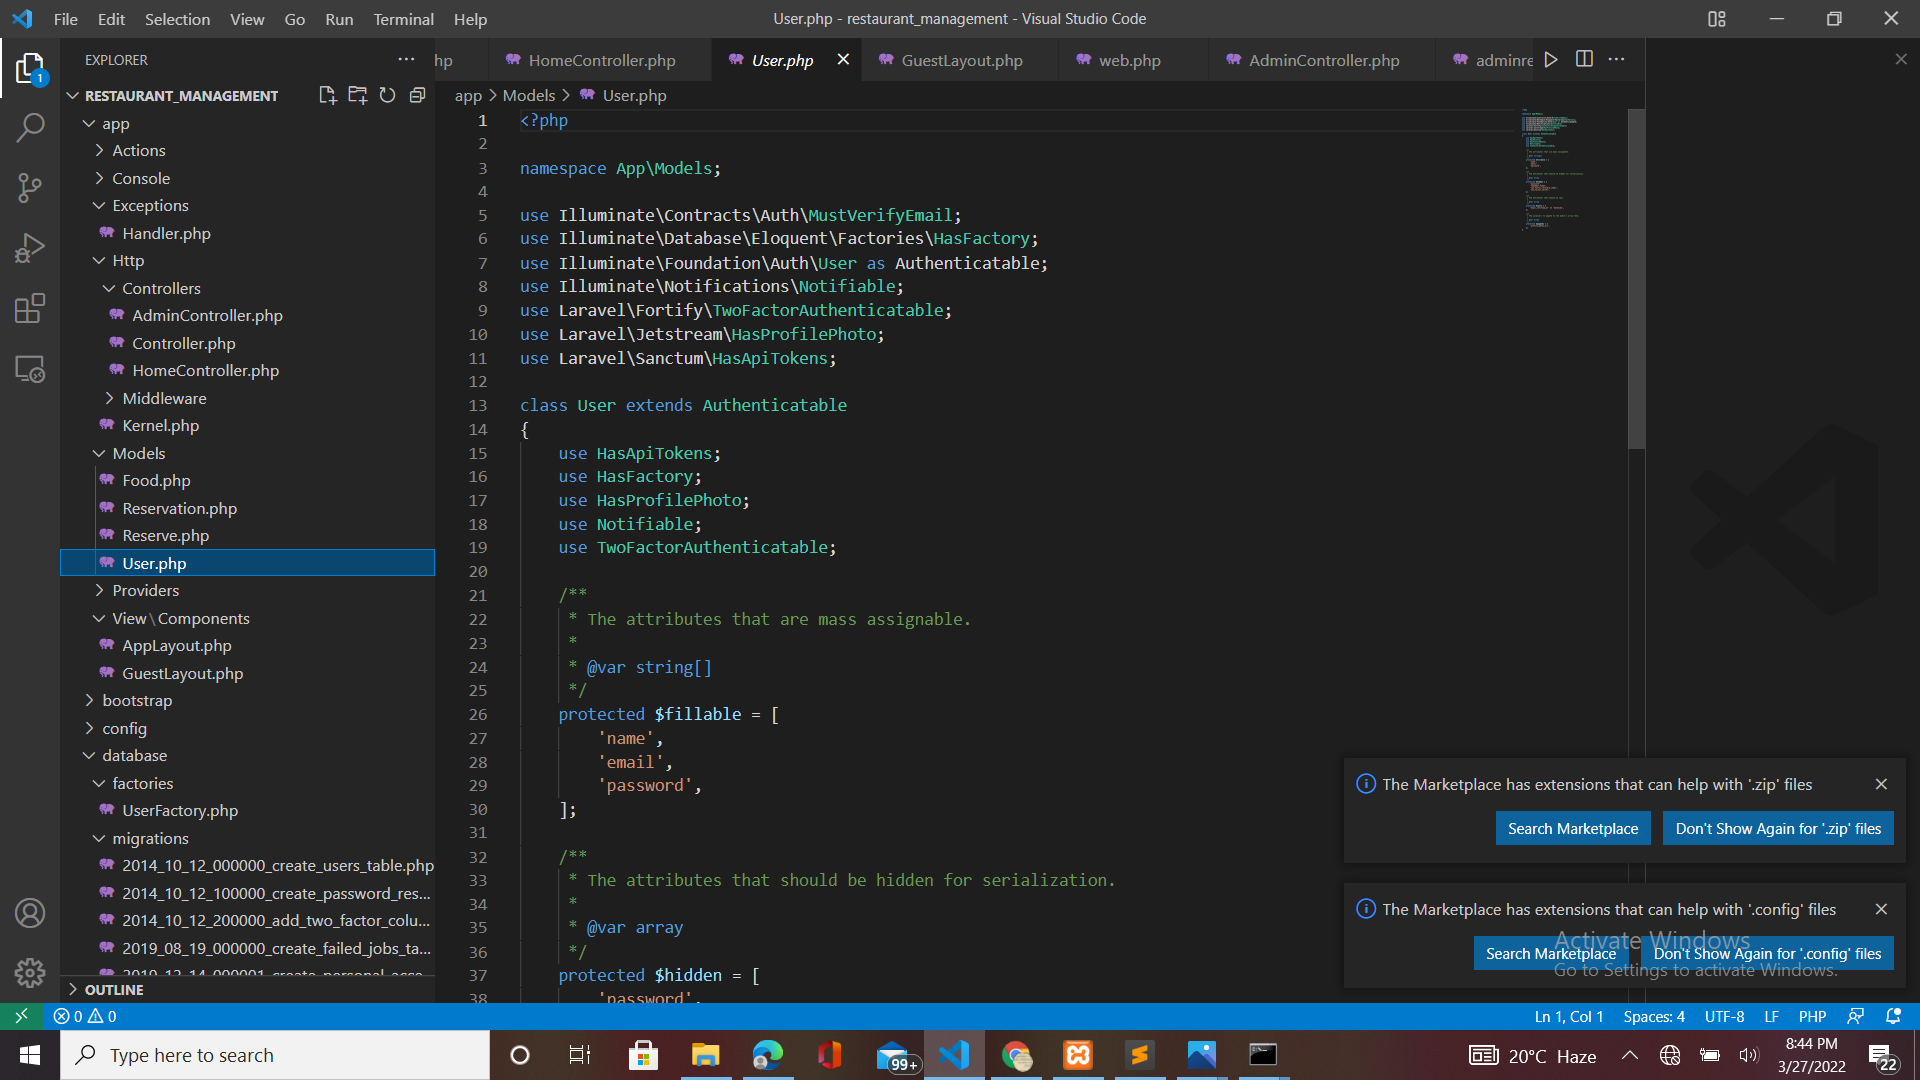 File Edit Selection View Go Run Terminal Help
User.php - restaurant_management - Visual Studio Code
EXPLORER
RESTAURANT_MANAGEMENT
app
Actions
Console
Exceptions
Handler.php
Http
Controllers
AdminController.php
Controller.php
HomeController.php
Middleware
Kernel.php
Models
Food.php
Reservation.php
Reserve.php
User.php
Providers
View\Components
AppLayout.php
GuestLayout.php
bootstrap
config
database
factories
UserFactory.php
migrations
2014_10_12_000000_create_users_table.php
2014_10_12_100000_create_password_res...
2014_10_12_200000_add_two_factor_colu...
2019_08_19_000000_create_failed_jobs_ta...
2019_12_14_000001_create_personal_acce...
OUTLINE
hp HomeController.php User.php GuestLayout.php web.php AdminController.php adminre
app > Models > User.php
1 <?php
2
3 namespace App\Models;
4
5 use Illuminate\Contracts\Auth\MustVerifyEmail;
6 use Illuminate\Database\Eloquent\Factories\HasFactory;
7 use Illuminate\Foundation\Auth\User as Authenticatable;
8 use Illuminate\Notifications\Notifiable;
9 use Laravel\Fortify\TwoFactorAuthenticatable;
10 use Laravel\Jetstream\HasProfilePhoto;
11 use Laravel\Sanctum\HasApiTokens;
12
13 class User extends Authenticatable
14 {
15 use HasApiTokens;
16 use HasFactory;
17 use HasProfilePhoto;
18 use Notifiable;
19 use TwoFactorAuthenticatable;
20
21 /**
22 * The attributes that are mass assignable.
23 *
24 * @var string[]
25 */
26 protected $fillable = [
27 'name',
28 'email',
29 'password',
30 ];
31
32 /**
33 * The attributes that should be hidden for serialization.
34 *
35 * @var array
36 */
37 protected $hidden = [
38 'password',
The Marketplace has extensions that can help with '.zip' files
Search Marketplace Don't Show Again for '.zip' files
The Marketplace has extensions that can help with '.config' files
Search Marketplace Don't Show Again for '.config' files
Activate Windows
Go to Settings to activate Windows.
1
0 0
Ln 1, Col 1 Spaces: 4 UTF-8 LF PHP
Type here to search
99+
20°C Haze
8:44 PM
3/27/2022
22